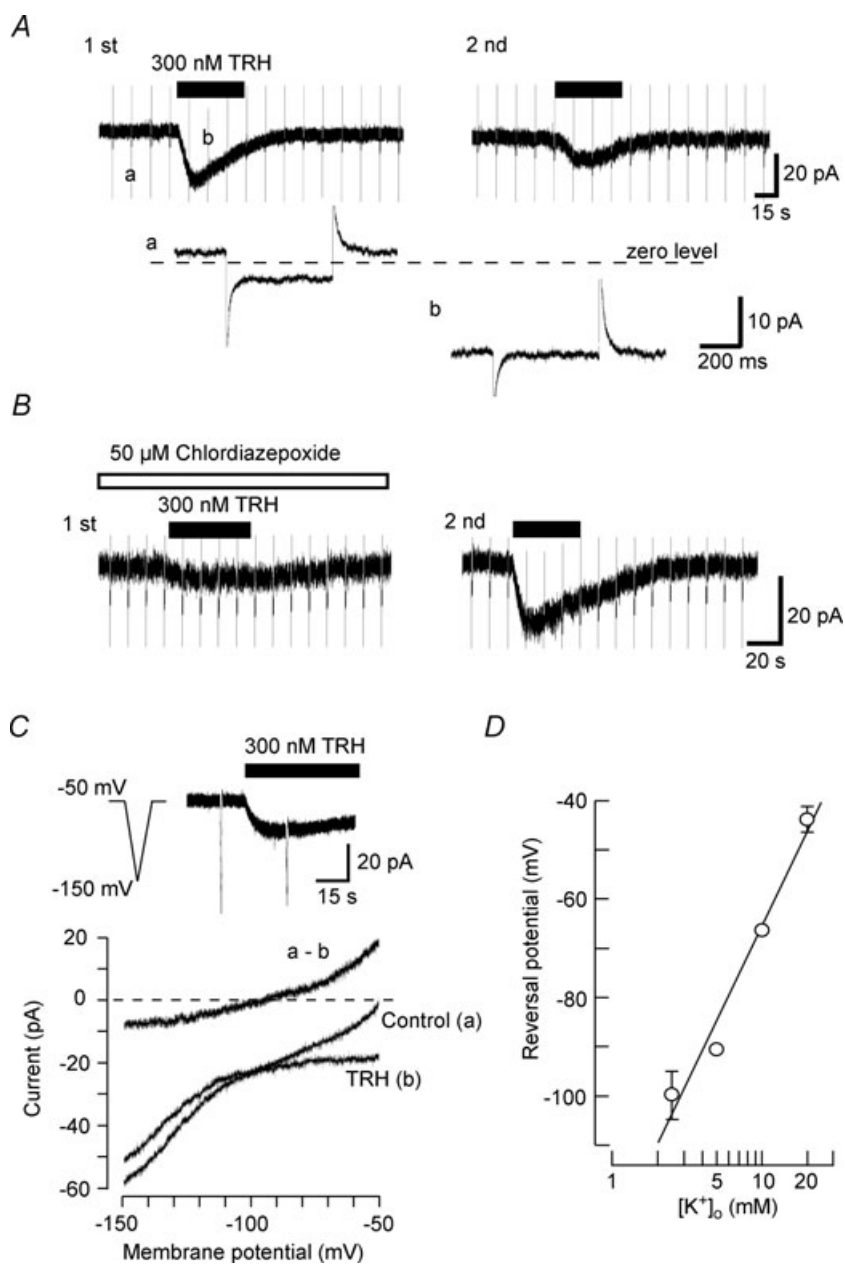 A
1 st
2 nd
300 nM TRH
b
a
20 pA
15 s
a
zero level
b
10 pA
200 ms
B
50 µM Chlordiazepoxide
300 nM TRH
1 st
2 nd
20 pA
20 s
C
D
300 nM TRH
-50 mV
-150 mV
20 pA
15 s
20
0
-20
-40
-60
Current (pA)
a - b
Control (a)
TRH (b)
-150
-100
-50
Membrane potential (mV)
-40
-60
-80
-100
Reversal potential (mV)
1
5
10
20
[K⁺]ₒ (mM)